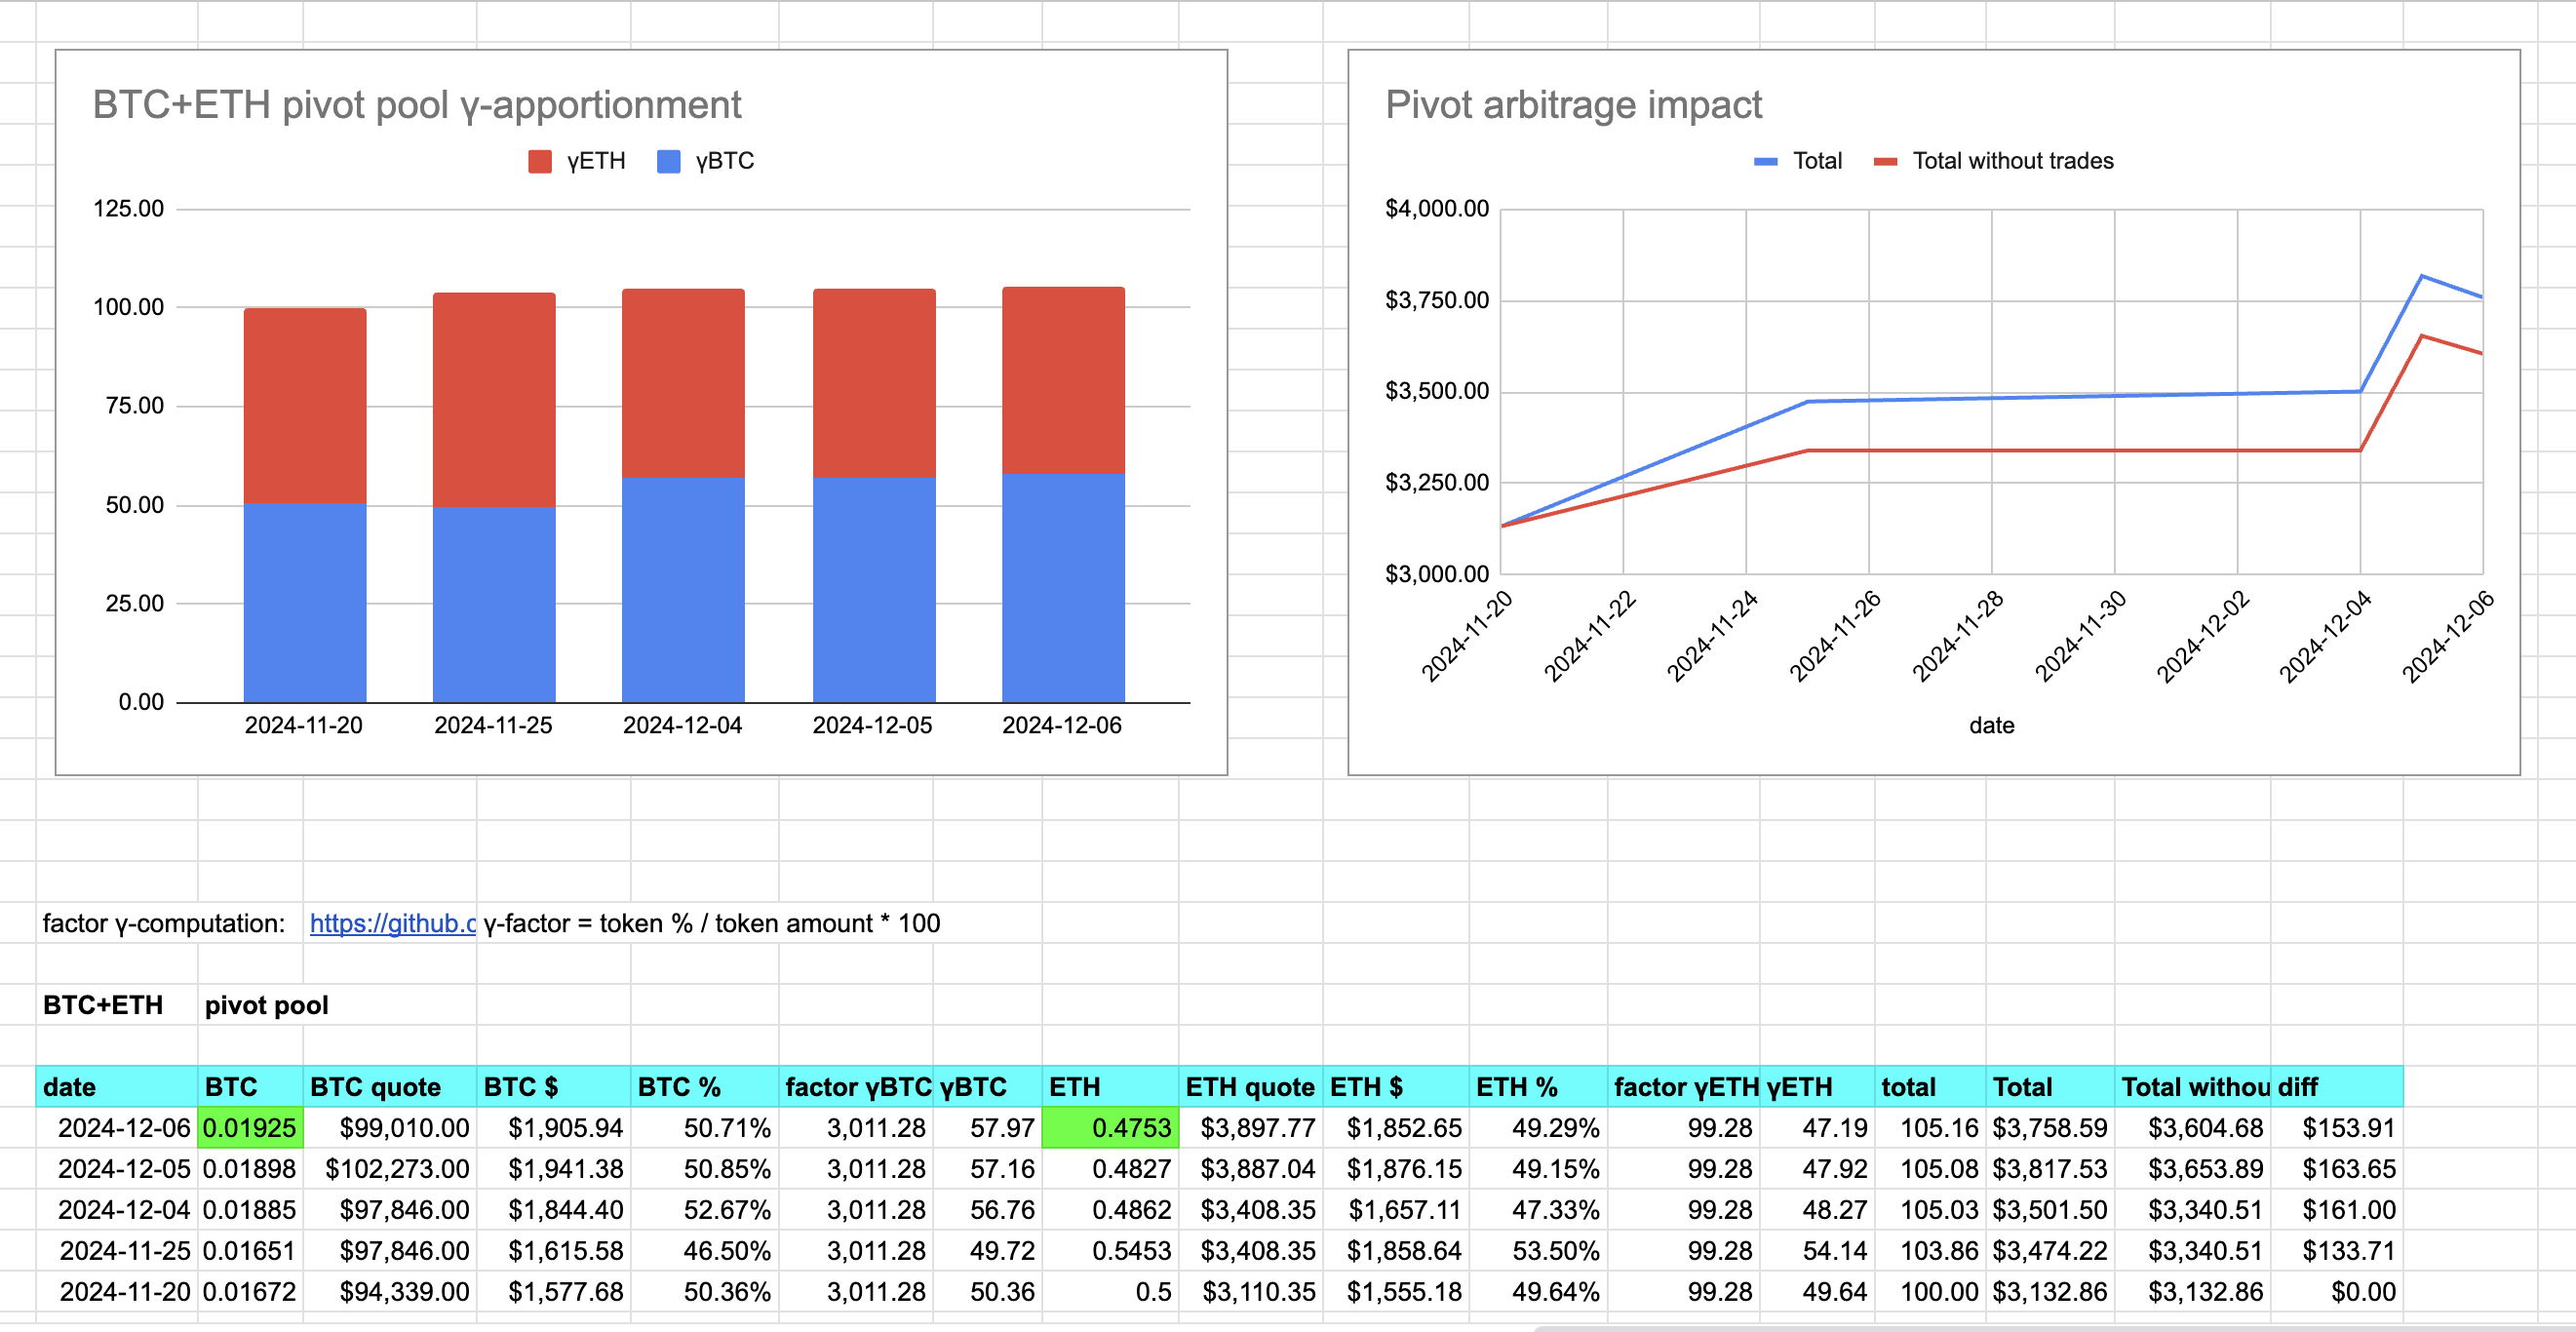 BTC+ETH pivot pool γ-apportionment
γETH γBTC
125.00
100.00
75.00
50.00
25.00
0.00
2024-11-20 2024-11-25 2024-12-04 2024-12-05 2024-12-06
Pivot arbitrage impact
Total Total without trades
$4,000.00
$3,750.00
$3,500.00
$3,250.00
$3,000.00
2024-11-20 2024-11-22 2024-11-24 2024-11-26 2024-11-28 2024-11-30 2024-12-02 2024-12-04 2024-12-06
date
factor γ-computation: https://github.c γ-factor = token % / token amount * 100
BTC+ETH pivot pool
date BTC BTC quote BTC $ BTC % factor γBTC γBTC ETH ETH quote ETH $ ETH % factor γETH γETH total Total Total withou diff
2024-12-06 0.01925 $99,010.00 $1,905.94 50.71% 3,011.28 57.97 0.4753 $3,897.77 $1,852.65 49.29% 99.28 47.19 105.16 $3,758.59 $3,604.68 $153.91
2024-12-05 0.01898 $102,273.00 $1,941.38 50.85% 3,011.28 57.16 0.4827 $3,887.04 $1,876.15 49.15% 99.28 47.92 105.08 $3,817.53 $3,653.89 $163.65
2024-12-04 0.01885 $97,846.00 $1,844.40 52.67% 3,011.28 56.76 0.4862 $3,408.35 $1,657.11 47.33% 99.28 48.27 105.03 $3,501.50 $3,340.51 $161.00
2024-11-25 0.01651 $97,846.00 $1,615.58 46.50% 3,011.28 49.72 0.5453 $3,408.35 $1,858.64 53.50% 99.28 54.14 103.86 $3,474.22 $3,340.51 $133.71
2024-11-20 0.01672 $94,339.00 $1,577.68 50.36% 3,011.28 50.36 0.5 $3,110.35 $1,555.18 49.64% 99.28 49.64 100.00 $3,132.86 $3,132.86 $0.00